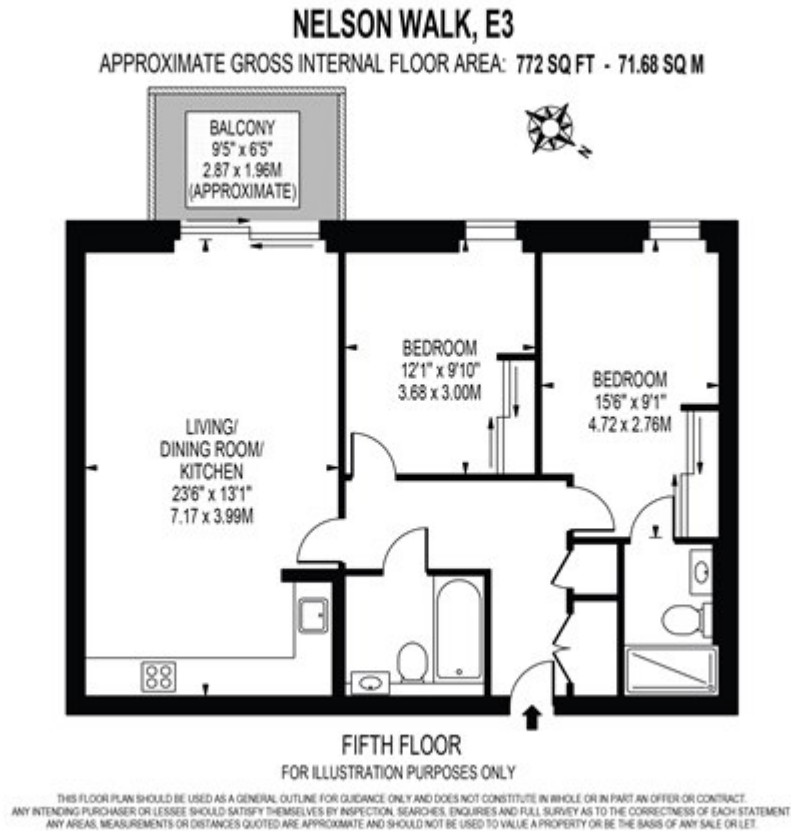 NELSON WALK, E3
APPROXIMATE GROSS INTERNAL FLOOR AREA: 772 SQ FT - 71.68 SQ M
BALCONY
9'5" x 6'5"
2.87 x 1.96M
(APPROXIMATE)
N
BEDROOM
12'1" x 9'10"
3.68 x 3.00M
BEDROOM
15'6" x 9'1"
4.72 x 2.76M
LIVING/
DINING ROOM/
KITCHEN
23'6" x 13'1"
7.17 x 3.99M
FIFTH FLOOR
FOR ILLUSTRATION PURPOSES ONLY
THIS FLOOR PLAN SHOULD BE USED AS A GENERAL OUTLINE FOR GUIDANCE ONLY AND DOES NOT CONSTITUTE IN WHOLE OR IN PART AN OFFER OR CONTRACT.
ANY INTENDING PURCHASER OR LESSEE SHOULD SATISFY THEMSELVES BY INSPECTION, SEARCHES, ENQUIRIES AND FULL SURVEY AS TO THE CORRECTNESS OF EACH STATEMENT
ANY AREAS, MEASUREMENTS OR DISTANCES QUOTED ARE APPROXIMATE AND SHOULD NOT BE USED TO VALUE A PROPERTY OR BE THE BASIS OF ANY SALE OR LET.